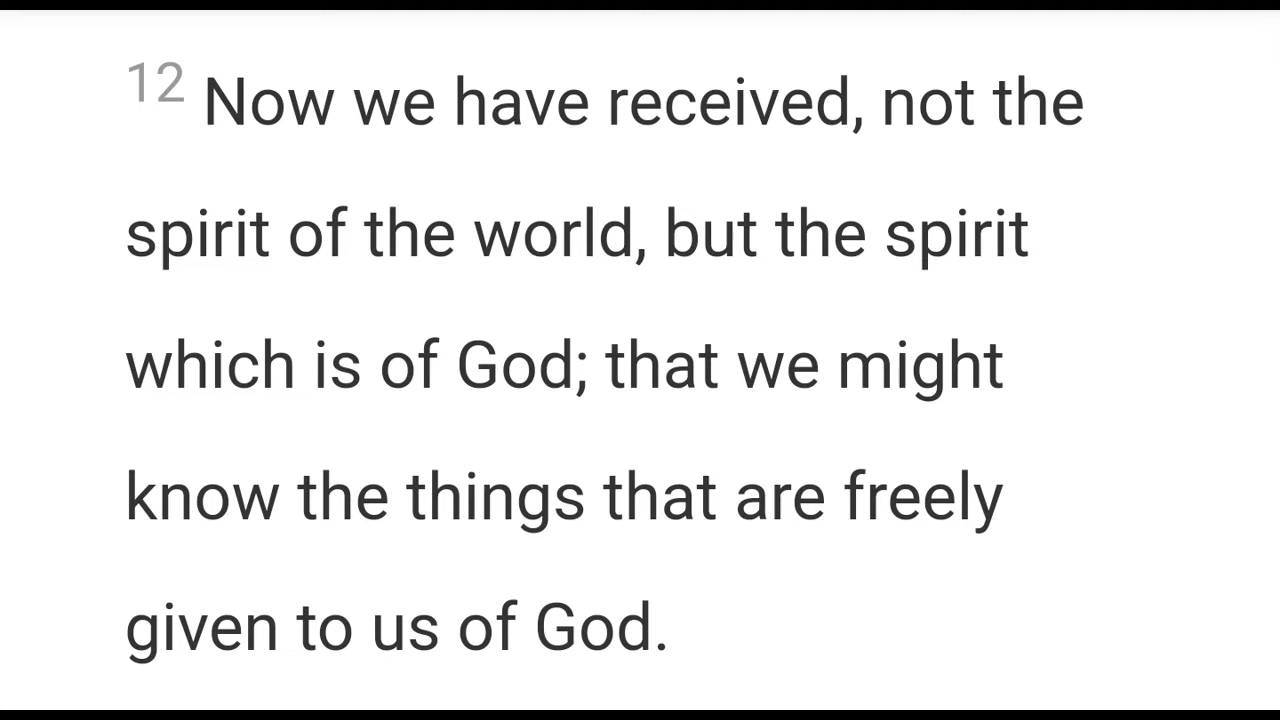 12 Now we have received, not the
spirit of the world, but the spirit
which is of God; that we might
know the things that are freely
given to us of God.